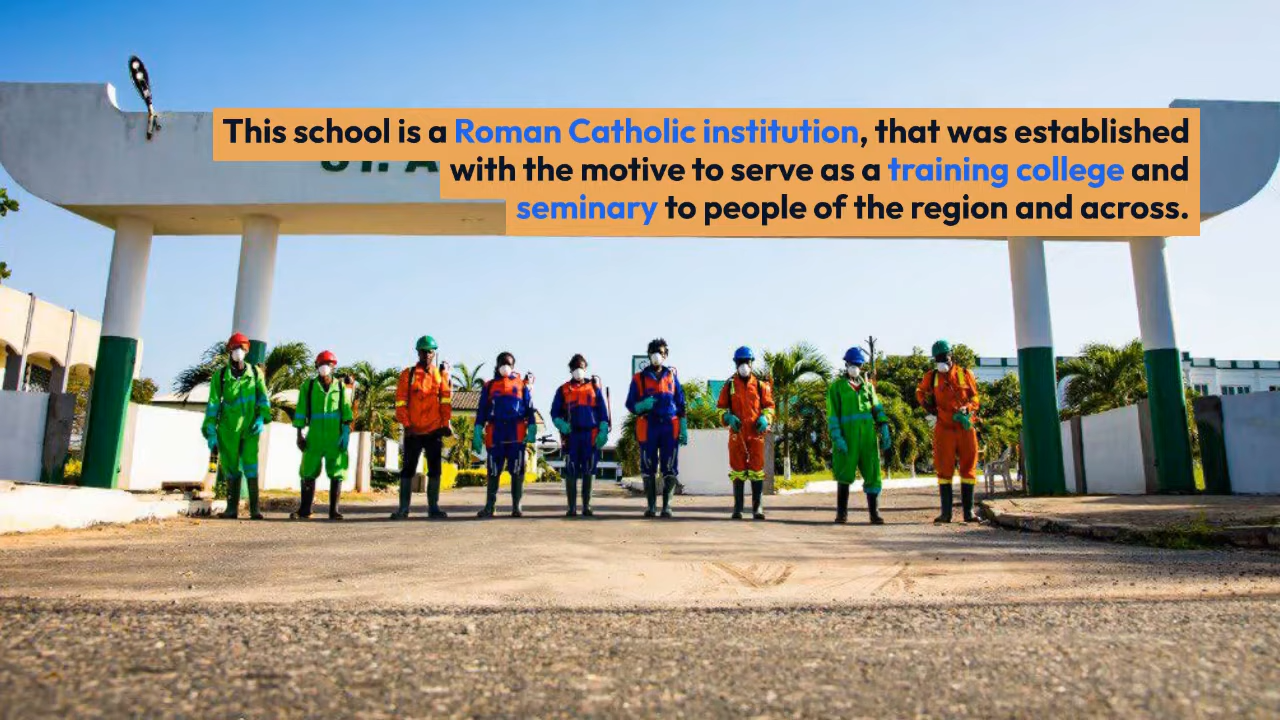 This school is a Roman Catholic institution, that was established
with the motive to serve as a training college and
seminary to people of the region and across.
ST. A